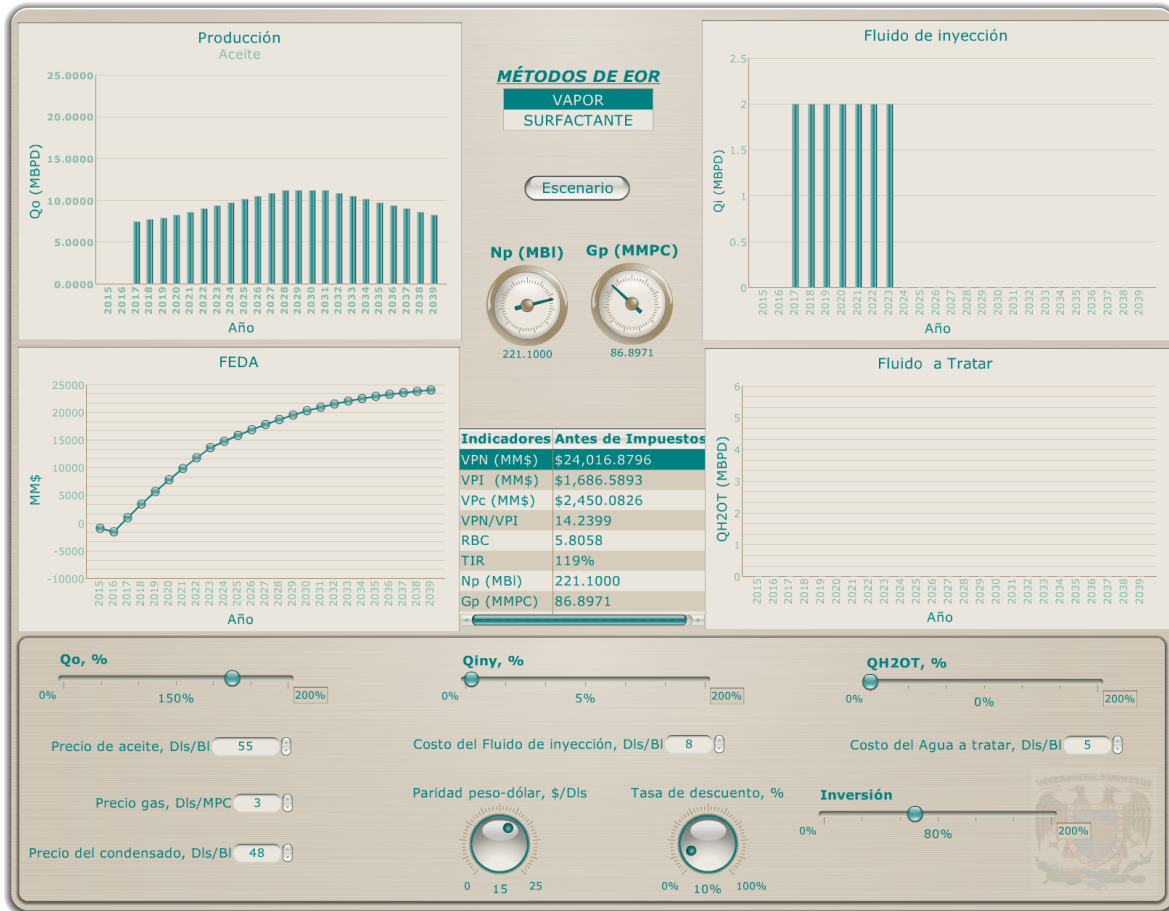 Producción
Aceite
25.0000
20.0000
15.0000
10.0000
5.0000
0.0000
Qo (MBPD)
2015 2016 2017 2018 2019 2020 2021 2022 2023 2024 2025 2026 2027 2028 2029 2030 2031 2032 2033 2034 2035 2036 2037 2038 2039
Año
MÉTODOS DE EOR
VAPOR
SURFACTANTE
Escenario
Np (MBl) Gp (MMPC)
221.1000 86.8971
Fluido de inyección
2.5
2
1.5
1
0.5
0
Qi (MBPD)
2015 2016 2017 2018 2019 2020 2021 2022 2023 2024 2025 2026 2027 2028 2029 2030 2031 2032 2033 2034 2035 2036 2037 2038 2039
Año
FEDA
25000
20000
15000
10000
5000
0
-5000
-10000
MM$
2015 2016 2017 2018 2019 2020 2021 2022 2023 2024 2025 2026 2027 2028 2029 2030 2031 2032 2033 2034 2035 2036 2037 2038 2039
Año
Indicadores Antes de Impuestos
VPN (MM$) $24,016.8796
VPI (MM$) $1,686.5893
VPc (MM$) $2,450.0826
VPN/VPI 14.2399
RBC 5.8058
TIR 119%
Np (MBl) 221.1000
Gp (MMPC) 86.8971
Fluido a Tratar
6
5
4
3
2
1
0
QH2OT (MBPD)
2015 2016 2017 2018 2019 2020 2021 2022 2023 2024 2025 2026 2027 2028 2029 2030 2031 2032 2033 2034 2035 2036 2037 2038 2039
Año
Qo, %
0% 150% 200%
Qiny, %
0% 5% 200%
QH2OT, %
0% 0% 200%
Precio de aceite, Dls/Bl 55
Costo del Fluido de inyección, Dls/Bl 8
Costo del Agua a tratar, Dls/Bl 5
Precio gas, Dls/MPC 3
Precio del condensado, Dls/Bl 48
Paridad peso-dólar, $/Dls
0 15 25
Tasa de descuento, %
0% 10% 100%
Inversión
0% 80% 200%